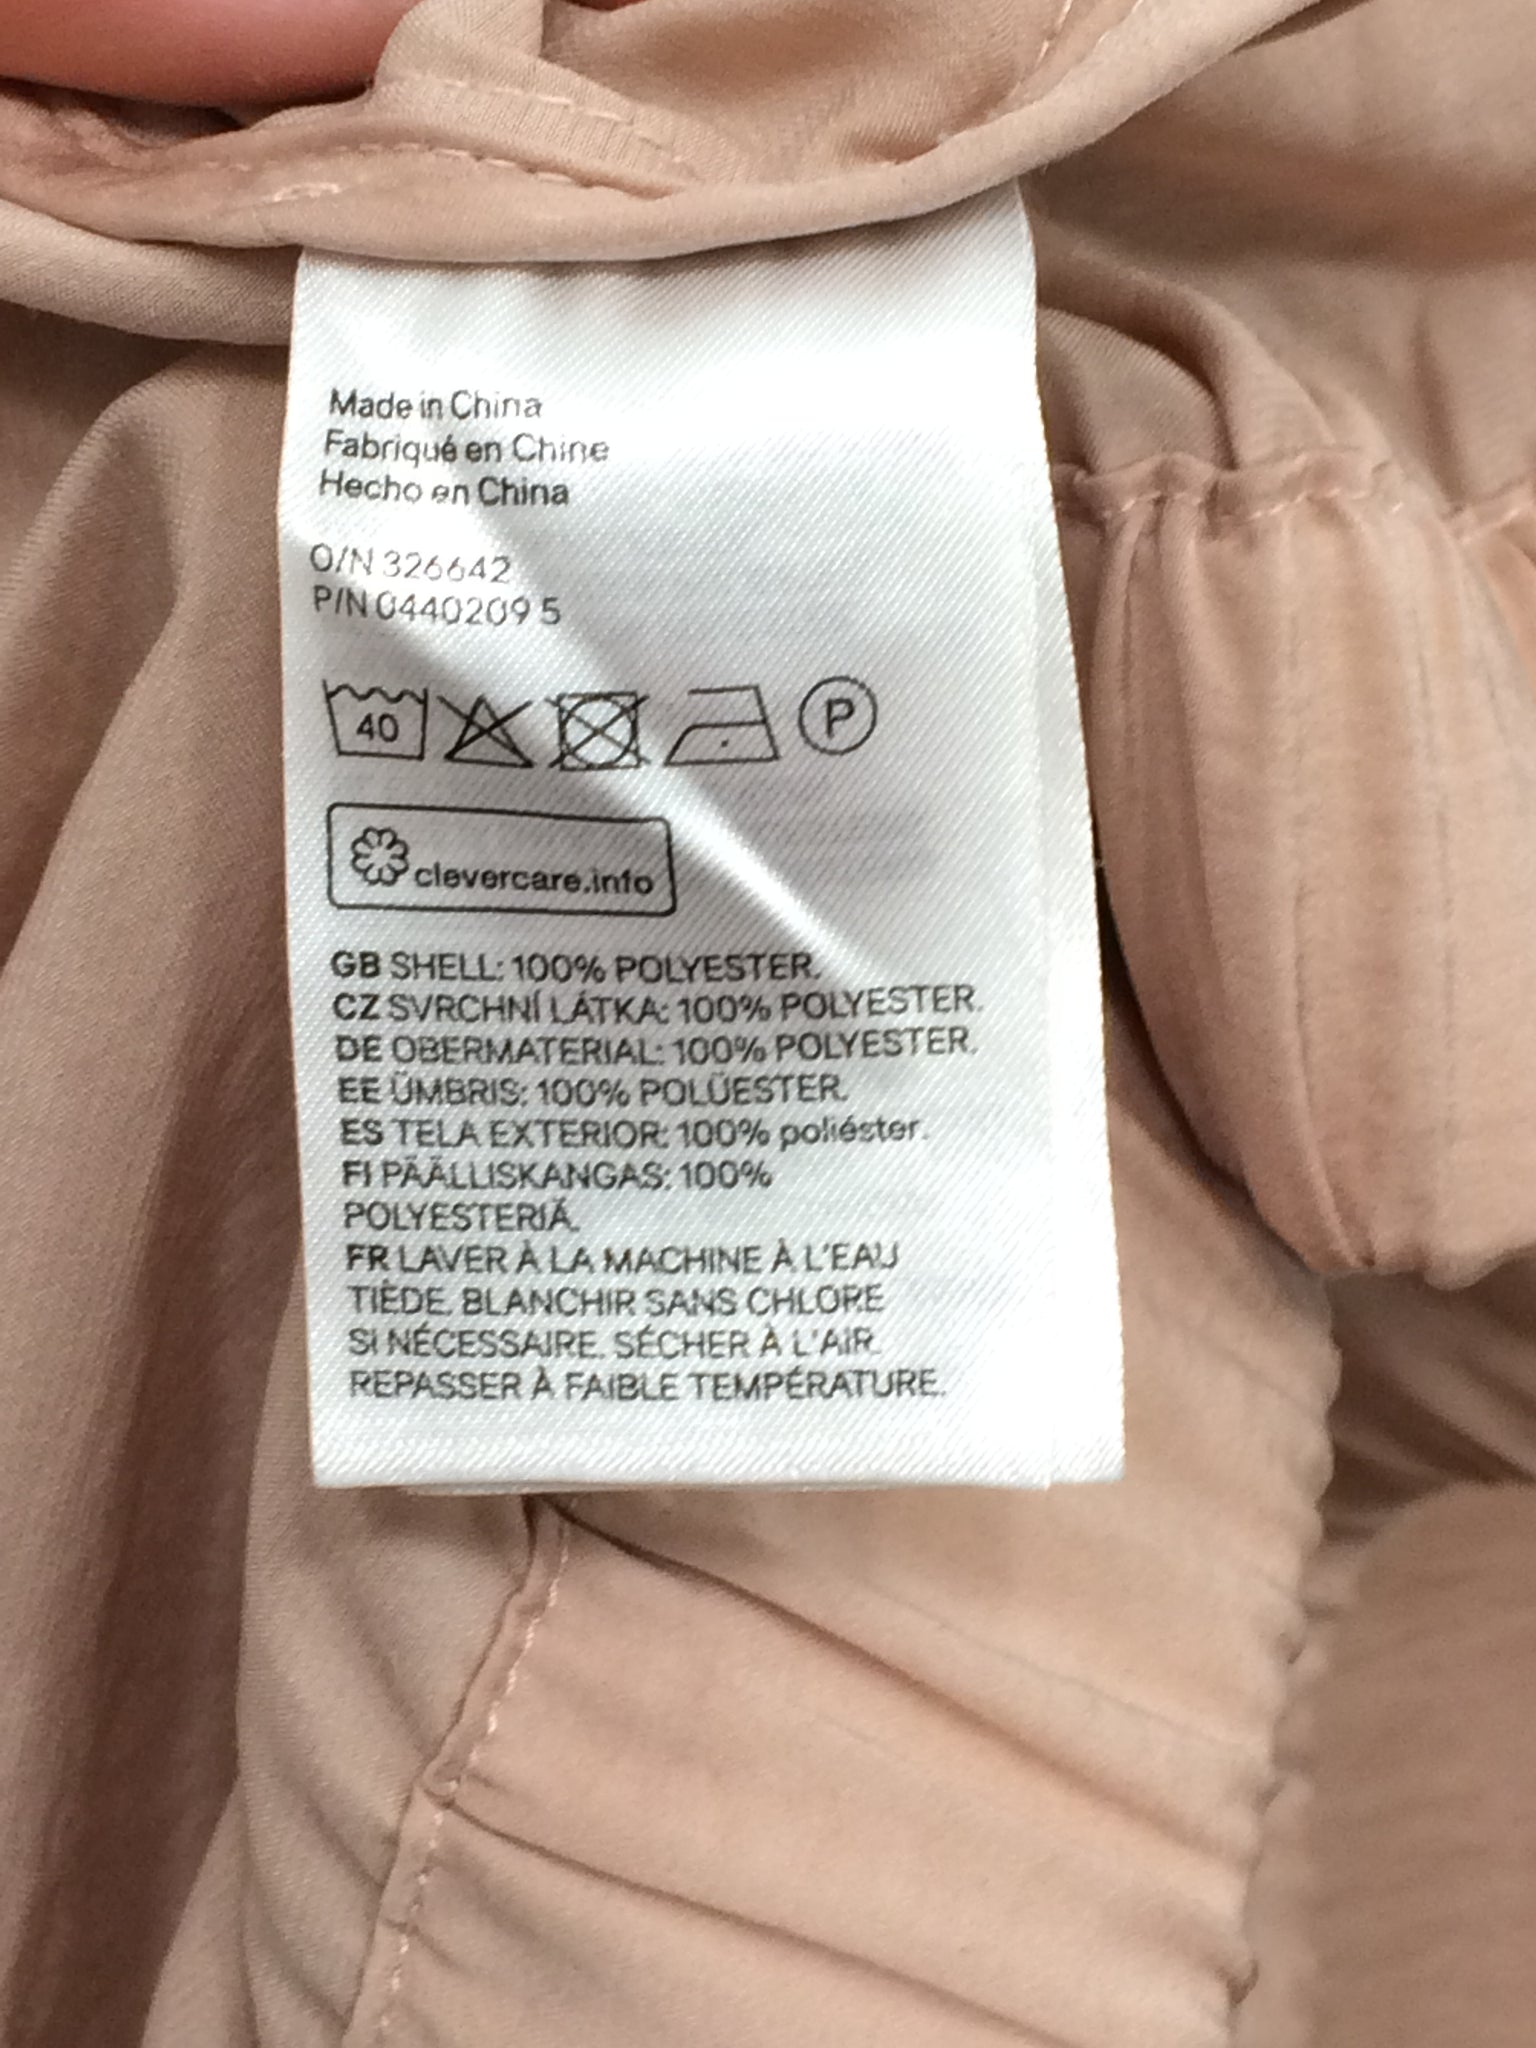 Made in China
Fabriqué en Chine
Hecho en China
O/N 326642
P/N 0440209 5
40
P
clevercare.info
GB SHELL: 100% POLYESTER.
CZ SVRCHNÍ LÁTKA: 100% POLYESTER.
DE OBERMATERIAL: 100% POLYESTER.
EE ÜMBRIS: 100% POLÜESTER.
ES TELA EXTERIOR: 100% poliéster.
FI PÄÄLLISKANGAS: 100%
POLYESTERIÄ.
FR LAVER À LA MACHINE À L'EAU
TIÈDE. BLANCHIR SANS CHLORE
SI NÉCESSAIRE. SÉCHER À L'AIR.
REPASSER À FAIBLE TEMPÉRATURE.